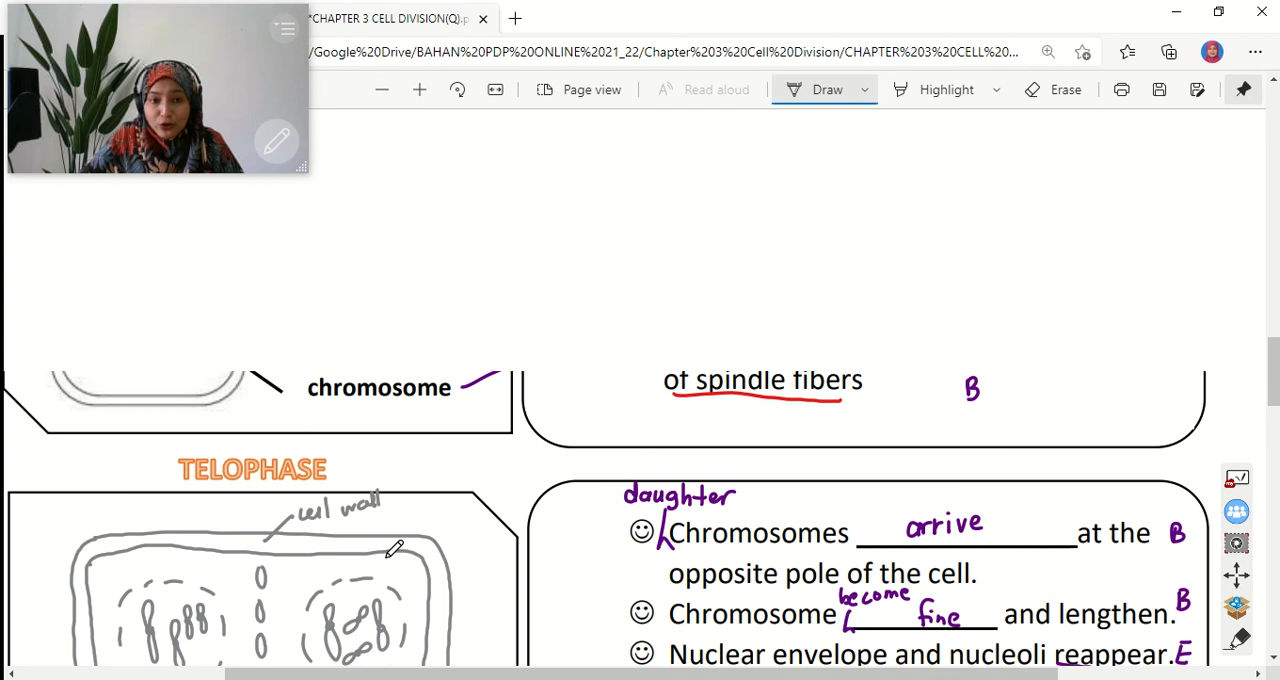 *CHAPTER 3 CELL DIVISION(Q).p
/Google%20Drive/BAHAN%20PDP%20ONLINE%202021_22/Chapter%203%20Cell%20Division/CHAPTER%203%20CELL%20...
Page view
Read aloud
Draw
Highlight
Erase
chromosome
of spindle fibers
B
TELOPHASE
cell wall
daughter
Chromosomes arrive at the B
opposite pole of the cell.
become
Chromosome fine and lengthen. B
Nuclear envelope and nucleoli reappear. E